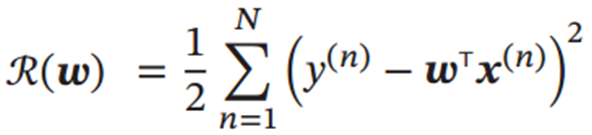 ℛ(𝒘) = 1/2 ∑_{n=1}^{N} (y^{(n)} − 𝒘^⊤𝒙^{(n)})^2